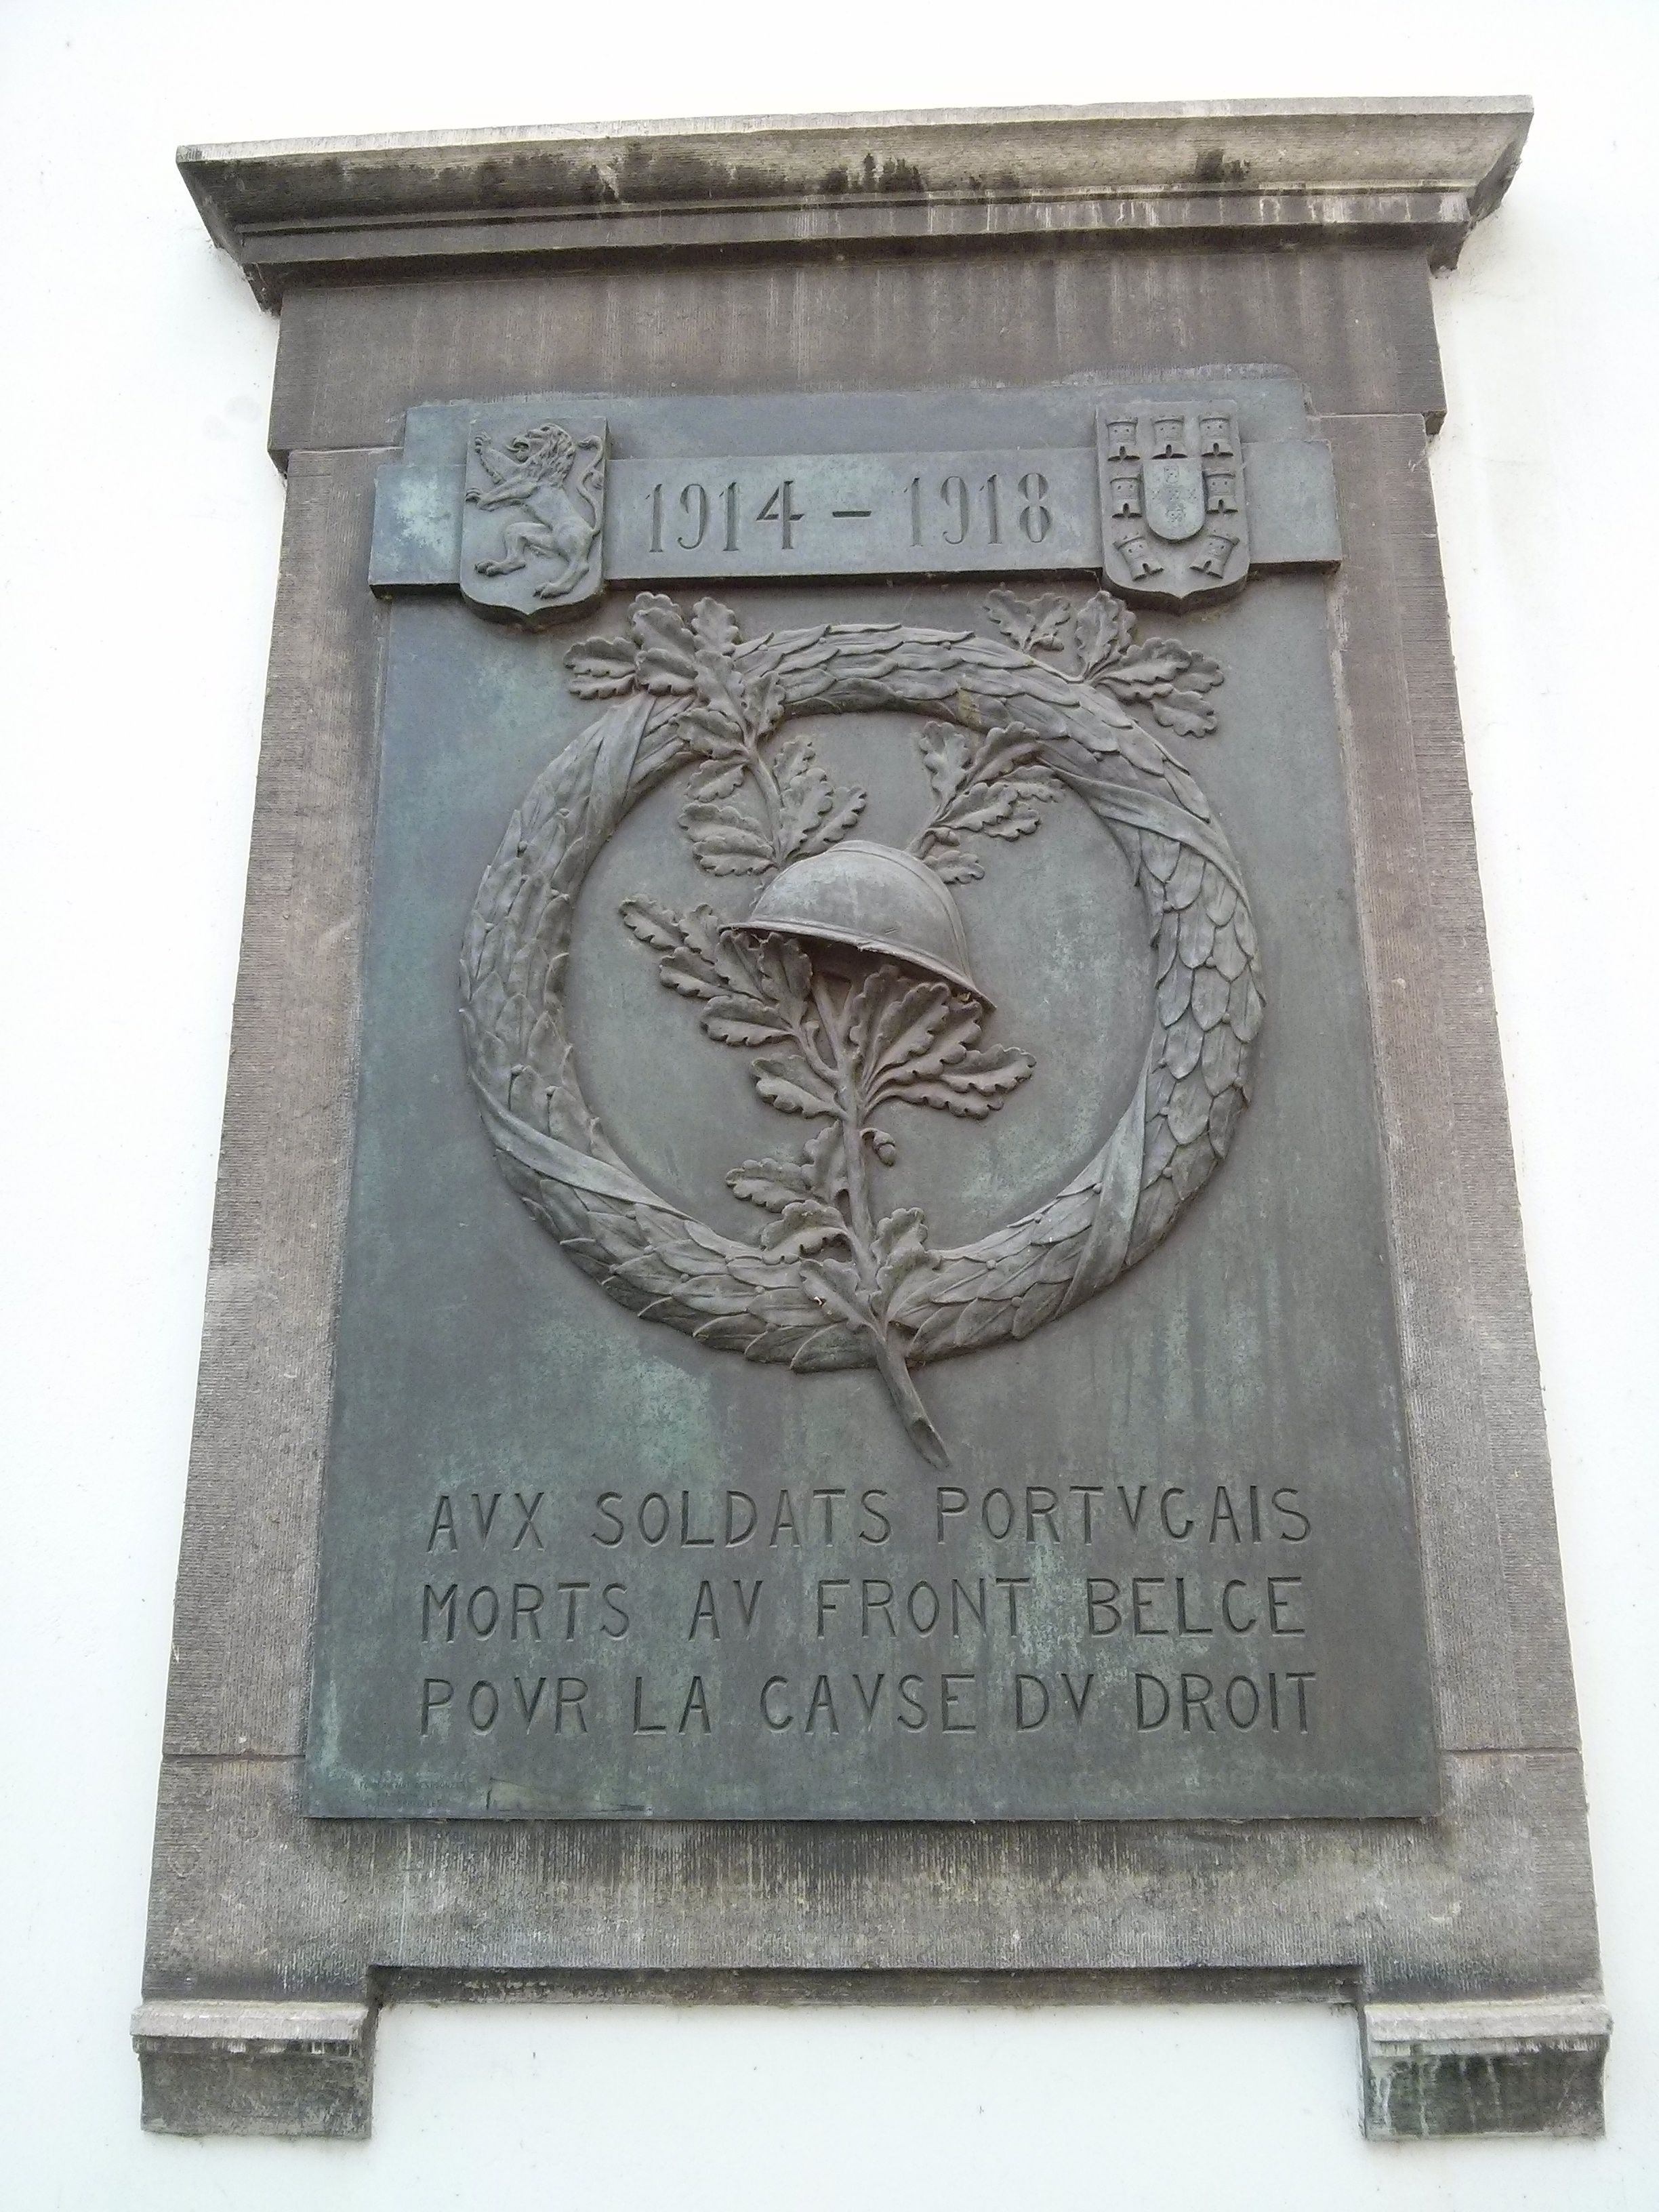 1914 - 1918
AVX SOLDATS PORTVGAIS
MORTS AV FRONT BELGE
POVR LA CAVSE DV DROIT